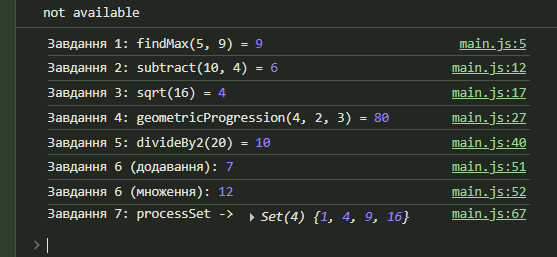 not available
Завдання 1: findMax(5, 9) = 9 main.js:5
Завдання 2: subtract(10, 4) = 6 main.js:12
Завдання 3: sqrt(16) = 4 main.js:17
Завдання 4: geometricProgression(4, 2, 3) = 80 main.js:27
Завдання 5: divideBy2(20) = 10 main.js:40
Завдання 6 (додавання): 7 main.js:51
Завдання 6 (множення): 12 main.js:52
Завдання 7: processSet -> ▸ Set(4) {1, 4, 9, 16} main.js:67
>